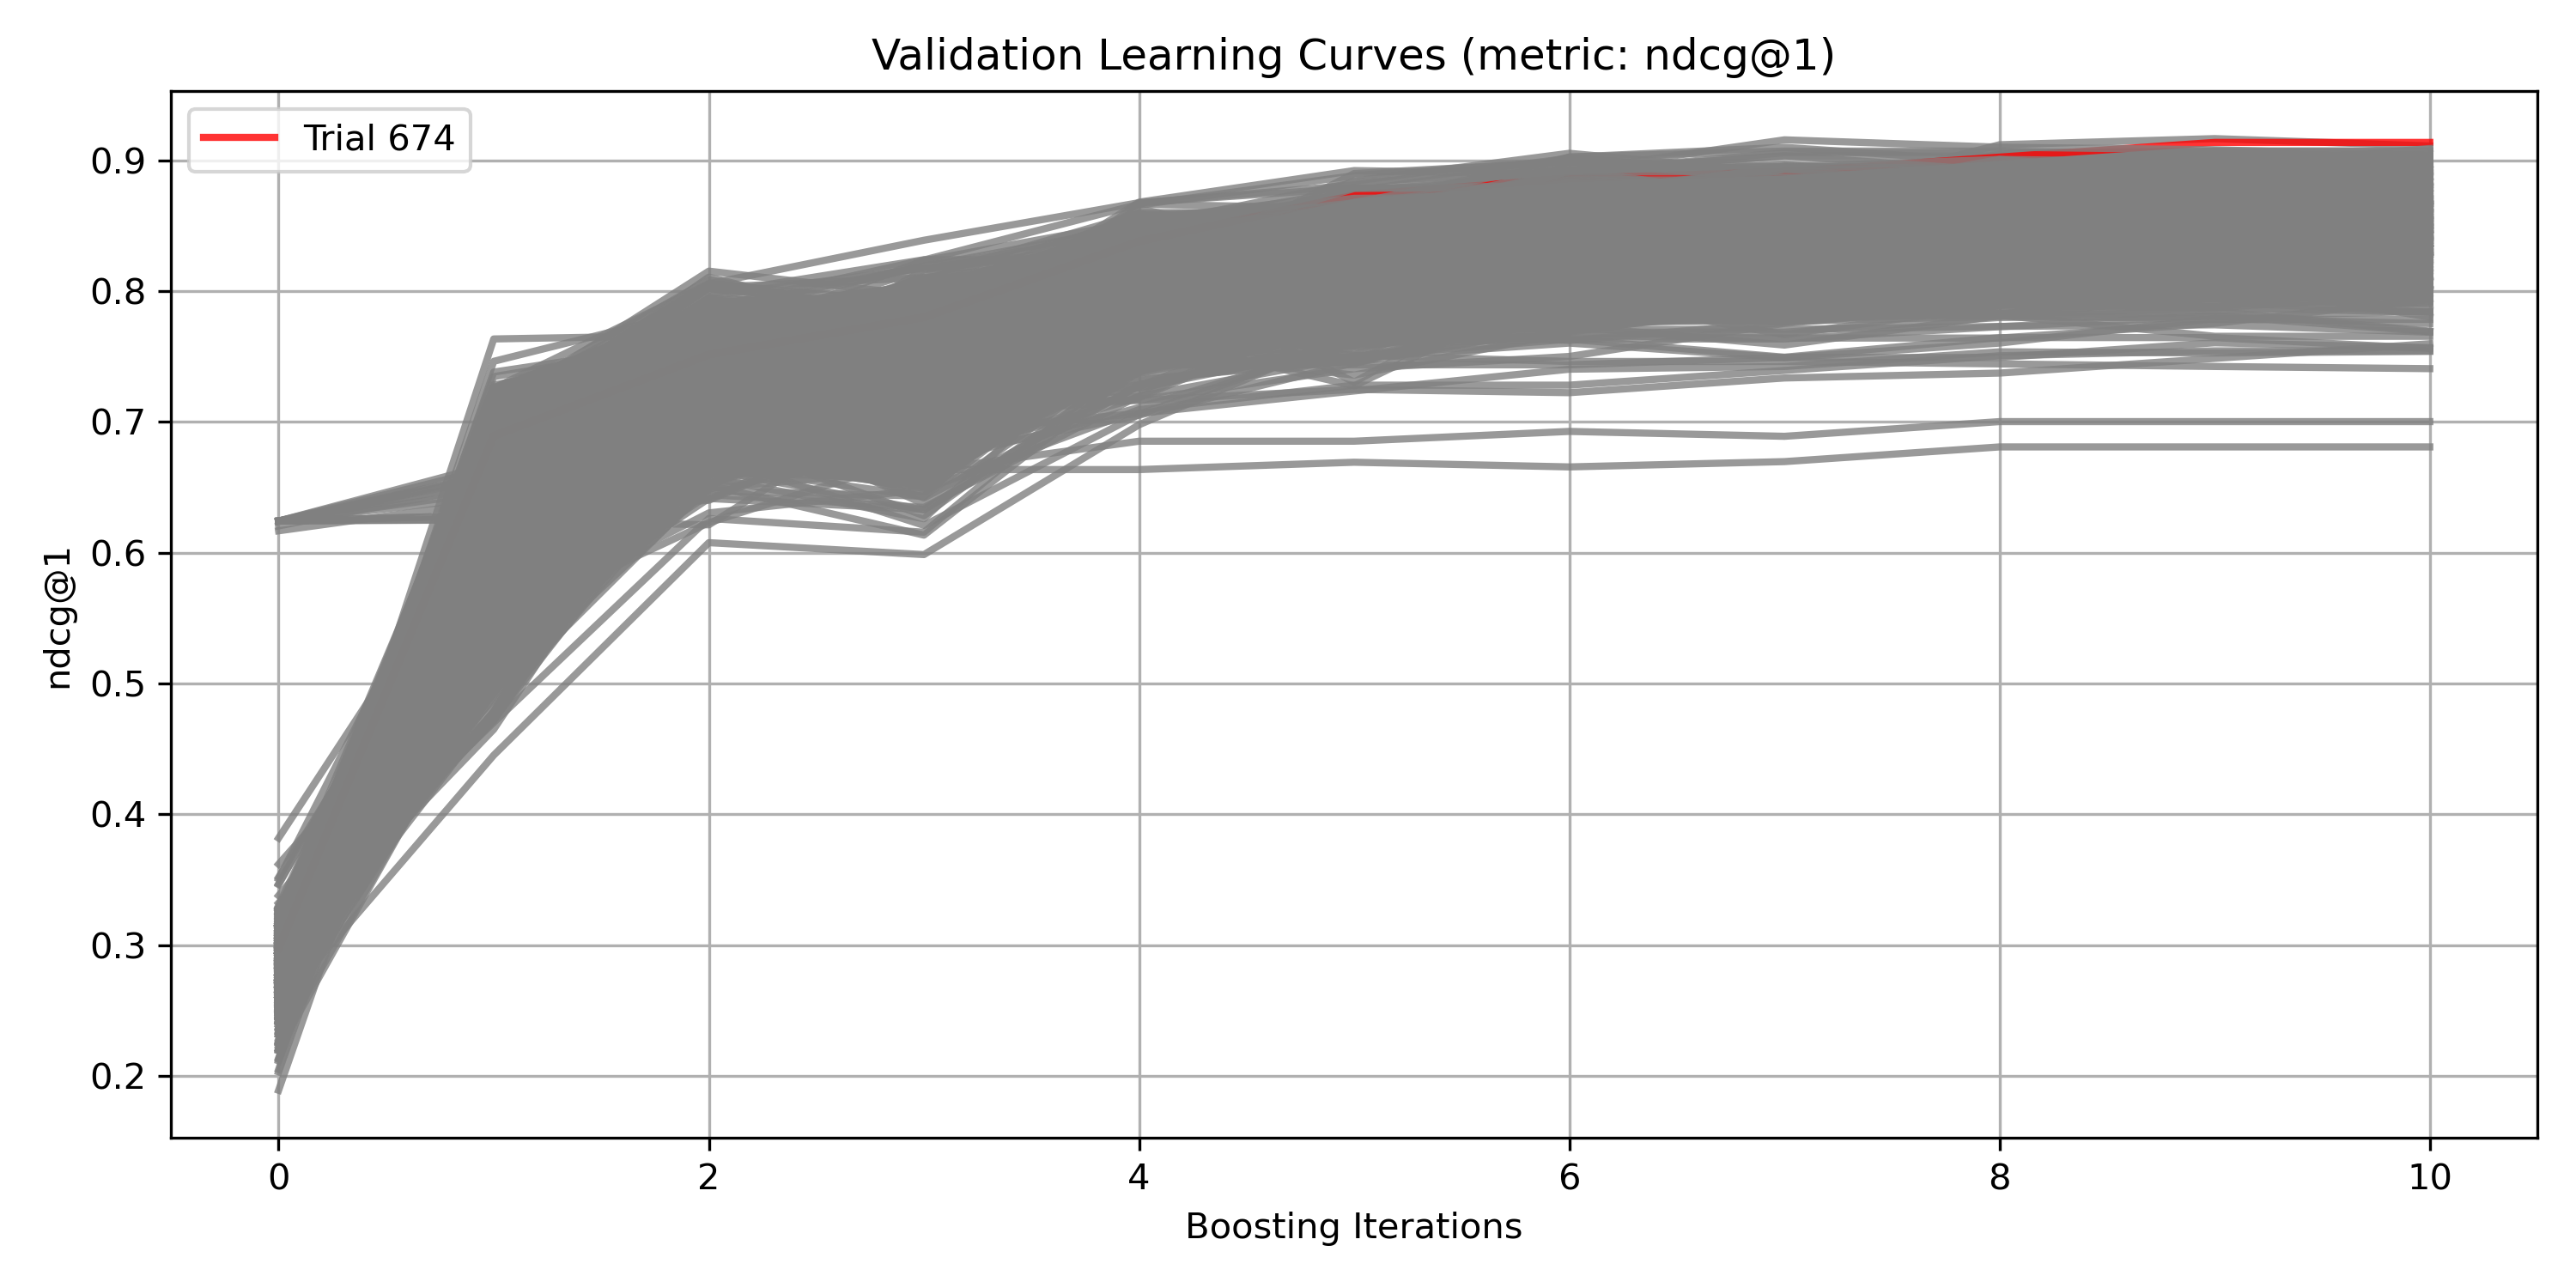 Validation Learning Curves (metric: ndcg@1)
Trial 674
0.9
0.8
0.7
0.6
0.5
0.4
0.3
0.2
ndcg@1
0 2 4 6 8 10
Boosting Iterations